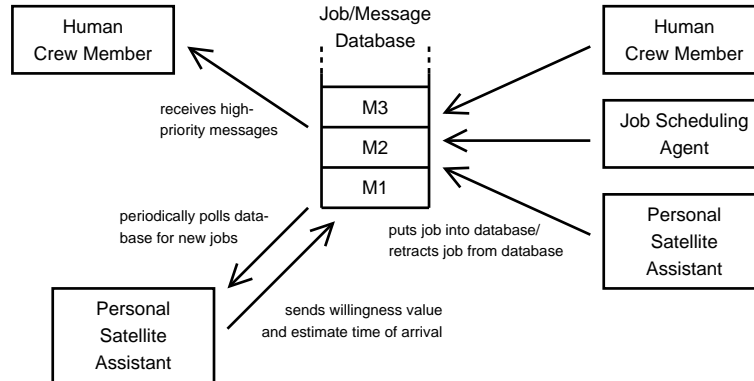 Human
Crew Member
Job/Message
Database
Human
Crew Member
receives high-
priority messages
M3
M2
M1
Job Scheduling
Agent
periodically polls data-
base for new jobs
puts job into database/
retracts job from database
Personal
Satellite
Assistant
Personal
Satellite
Assistant
sends willingness value
and estimate time of arrival